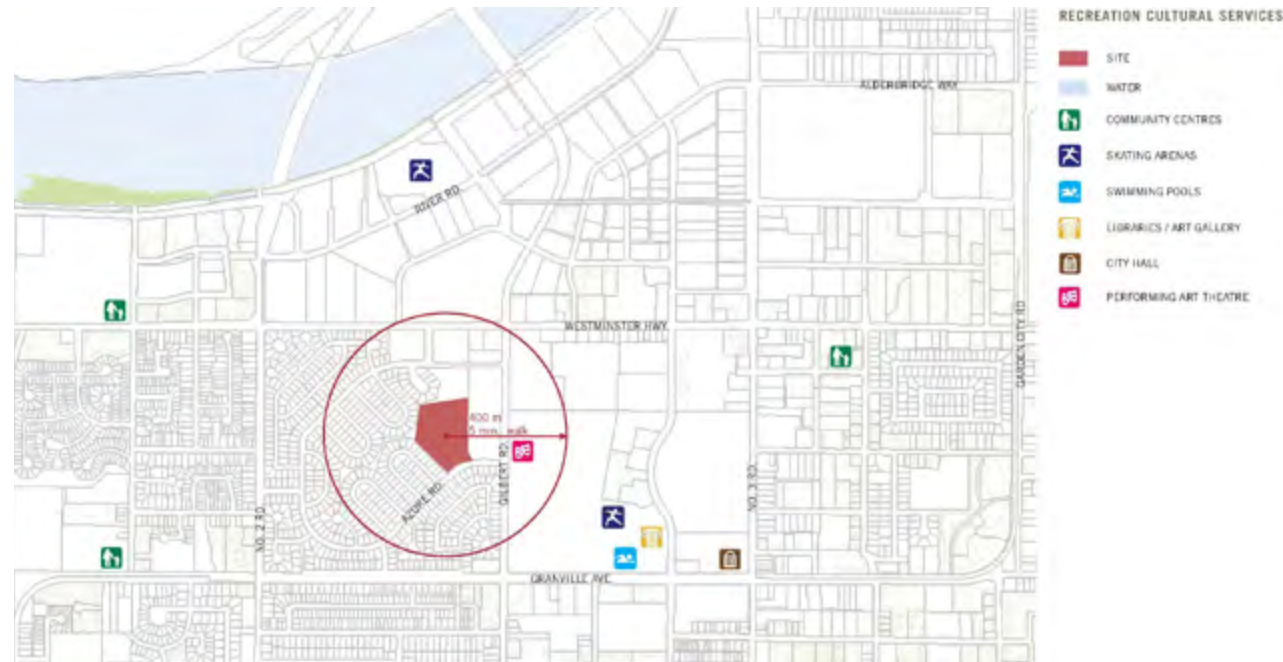 RECREATION CULTURAL SERVICES
SITE
WATER
COMMUNITY CENTRES
SKATING ARENAS
SWIMMING POOLS
LIBRARIES / ART GALLERY
CITY HALL
PERFORMING ART THEATRE
ALDERBRIDGE WAY
RIVER RD.
WESTMINSTER HWY.
GARDEN CITY RD
400 m
5 min. walk
GILBERT RD.
AZURE RD.
NO. 2 RD.
NO. 3 RD.
GRANVILLE AVE.